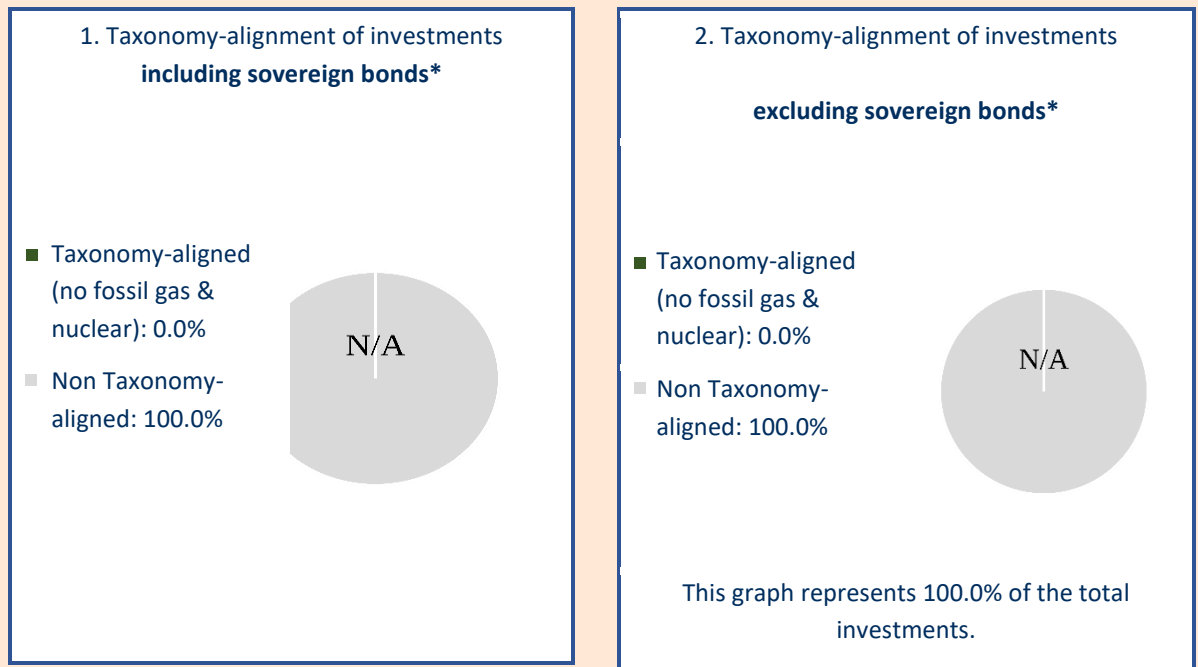 1. Taxonomy-alignment of investments
including sovereign bonds*
Taxonomy-aligned
(no fossil gas &
nuclear): 0.0%
Non Taxonomy-
aligned: 100.0%
N/A
2. Taxonomy-alignment of investments
excluding sovereign bonds*
Taxonomy-aligned
(no fossil gas &
nuclear): 0.0%
Non Taxonomy-
aligned: 100.0%
N/A
This graph represents 100.0% of the total
investments.